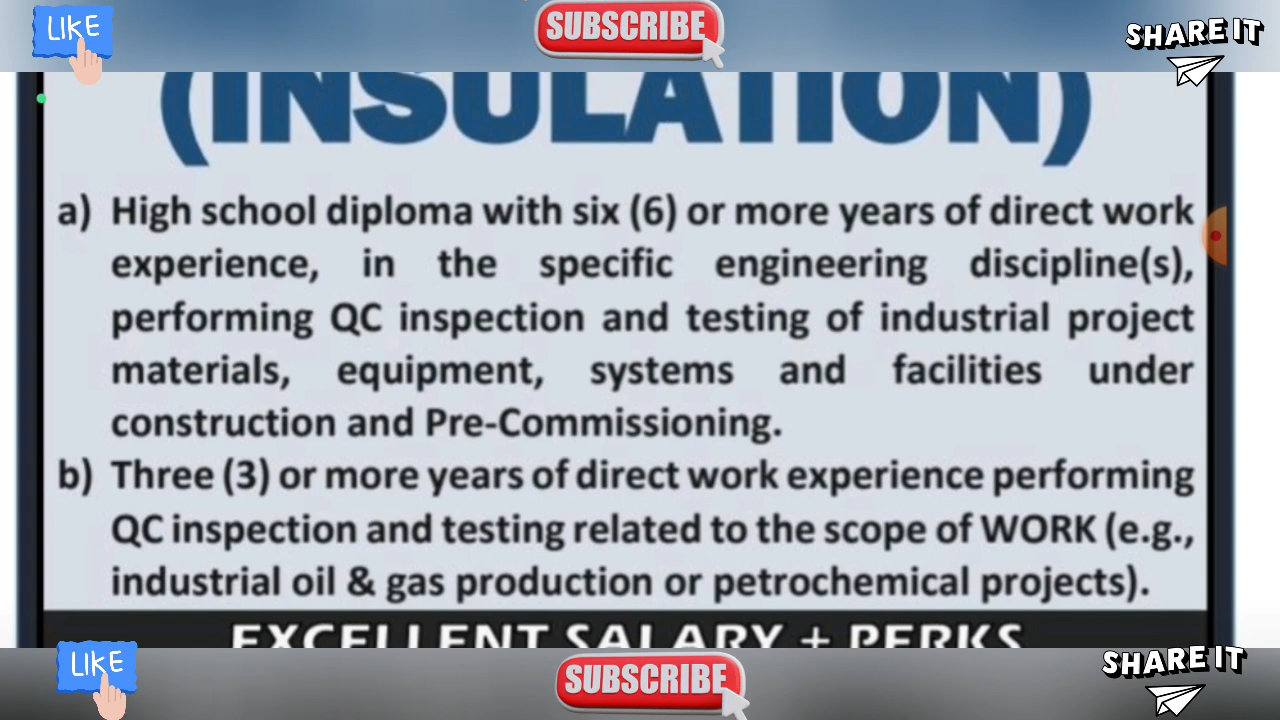 LIKE
SUBSCRIBE
SHARE IT
(INSULATION)
a) High school diploma with six (6) or more years of direct work
experience, in the specific engineering discipline(s),
performing QC inspection and testing of industrial project
materials, equipment, systems and facilities under
construction and Pre-Commissioning.
b) Three (3) or more years of direct work experience performing
QC inspection and testing related to the scope of WORK (e.g.,
industrial oil & gas production or petrochemical projects).
EXCELLENT SALARY + PERKS
LIKE
SUBSCRIBE
SHARE IT